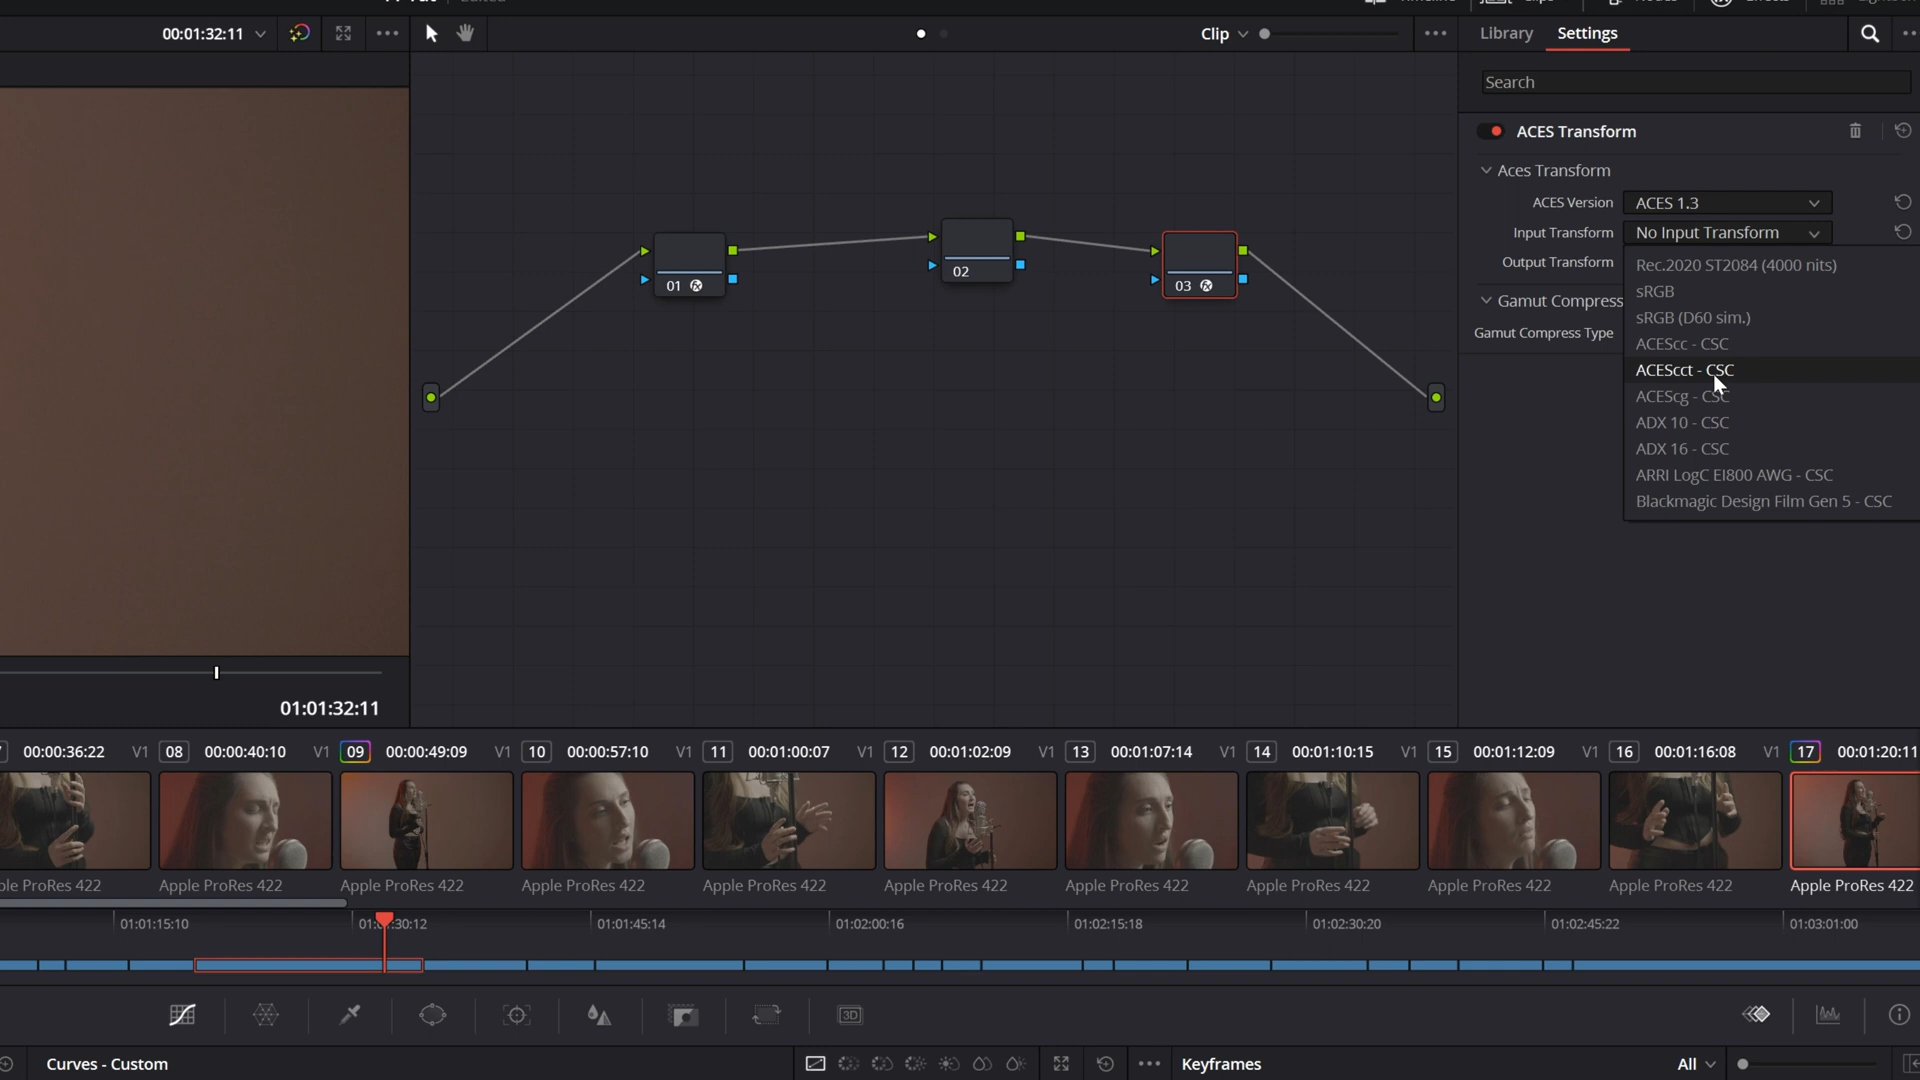 00:01:32:11
Clip
Library
Settings
Search
ACES Transform
Aces Transform
ACES Version
ACES 1.3
Input Transform
No Input Transform
Output Transform
Gamut Compress
Gamut Compress Type
Rec.2020 ST2084 (4000 nits)
sRGB
sRGB (D60 sim.)
ACEScc - CSC
ACEScct - CSC
ACEScg - CSC
ADX 10 - CSC
ADX 16 - CSC
ARRI LogC EI800 AWG - CSC
Blackmagic Design Film Gen 5 - CSC
01
02
03
01:01:32:11
00:00:36:22 V1 08 00:00:40:10 V1 09 00:00:49:09 V1 10 00:00:57:10 V1 11 00:01:00:07 V1 12 00:01:02:09 V1 13 00:01:07:14 V1 14 00:01:10:15 V1 15 00:01:12:09 V1 16 00:01:16:08 V1 17 00:01:20:11
ple ProRes 422 Apple ProRes 422 Apple ProRes 422 Apple ProRes 422 Apple ProRes 422 Apple ProRes 422 Apple ProRes 422 Apple ProRes 422 Apple ProRes 422 Apple ProRes 422 Apple ProRes 422
01:01:15:10 01:01:30:12 01:01:45:14 01:02:00:16 01:02:15:18 01:02:30:20 01:02:45:22 01:03:01:00
3D
Curves - Custom
Keyframes
All